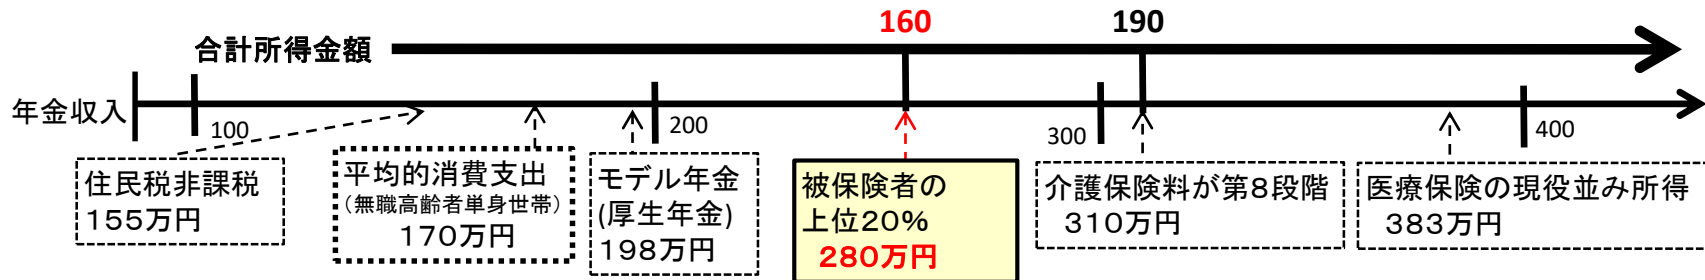 160
190
合計所得金額
年金収入
100
200
300
400
住民税非課税
155万円
平均的消費支出
（無職高齢者単身世帯）
170万円
モデル年金
(厚生年金)
198万円
被保険者の
上位20%
280万円
介護保険料が第8段階
310万円
医療保険の現役並み所得
383万円